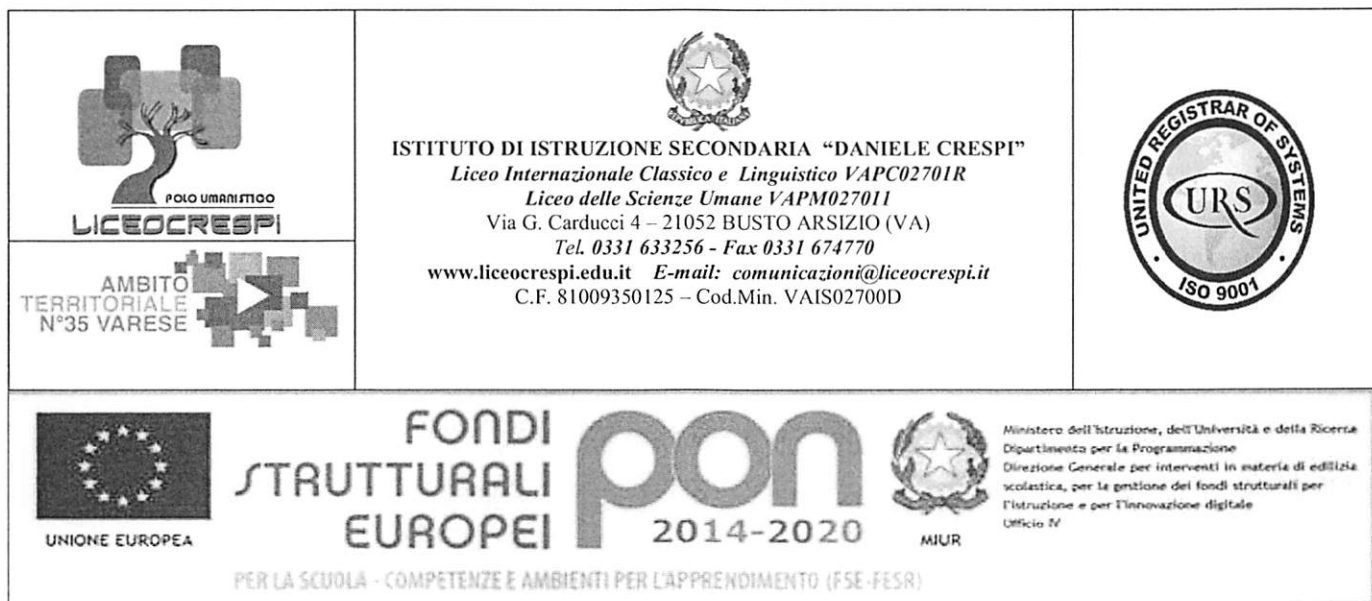 POLO UMANISTICO
LICEOCRESPI
AMBITO
TERRITORIALE
N°35 VARESE
REPUBBLICA ITALIANA
ISTITUTO DI ISTRUZIONE SECONDARIA “DANIELE CRESPI”
Liceo Internazionale Classico e Linguistico VAPC02701R
Liceo delle Scienze Umane VAPM027011
Via G. Carducci 4 – 21052 BUSTO ARSIZIO (VA)
Tel. 0331 633256 - Fax 0331 674770
www.liceocrespi.edu.it E-mail: comunicazioni@liceocrespi.it
C.F. 81009350125 – Cod.Min. VAIS02700D
UNITED REGISTRAR OF SYSTEMS
URS
· ISO 9001 ·
UNIONE EUROPEA
FONDI
STRUTTURALI
EUROPEI
pon
2014-2020
MIUR
Ministero dell'Istruzione, dell'Università e della Ricerca
Dipartimento per la Programmazione
Direzione Generale per interventi in materia di edilizia
scolastica, per la gestione dei fondi strutturali per
l'istruzione e per l'innovazione digitale
Ufficio IV
PER LA SCUOLA - COMPETENZE E AMBIENTI PER L'APPRENDIMENTO (FSE-FESR)